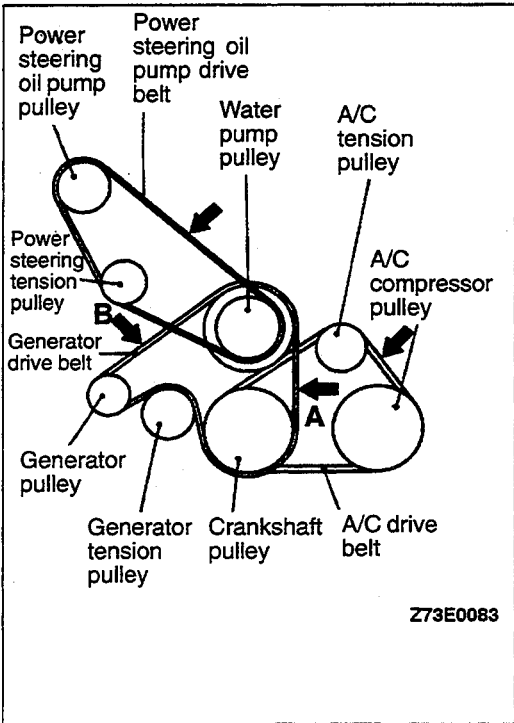 Power
steering
oil pump
pulley
Power
steering oil
pump drive
belt
Water
pump
pulley
A/C
tension
pulley
A/C
compressor
pulley
Power
steering
tension
pulley
B
Generator
drive belt
A
Generator
pulley
Generator
tension
pulley
Crankshaft
pulley
A/C drive
belt
Z73E0083